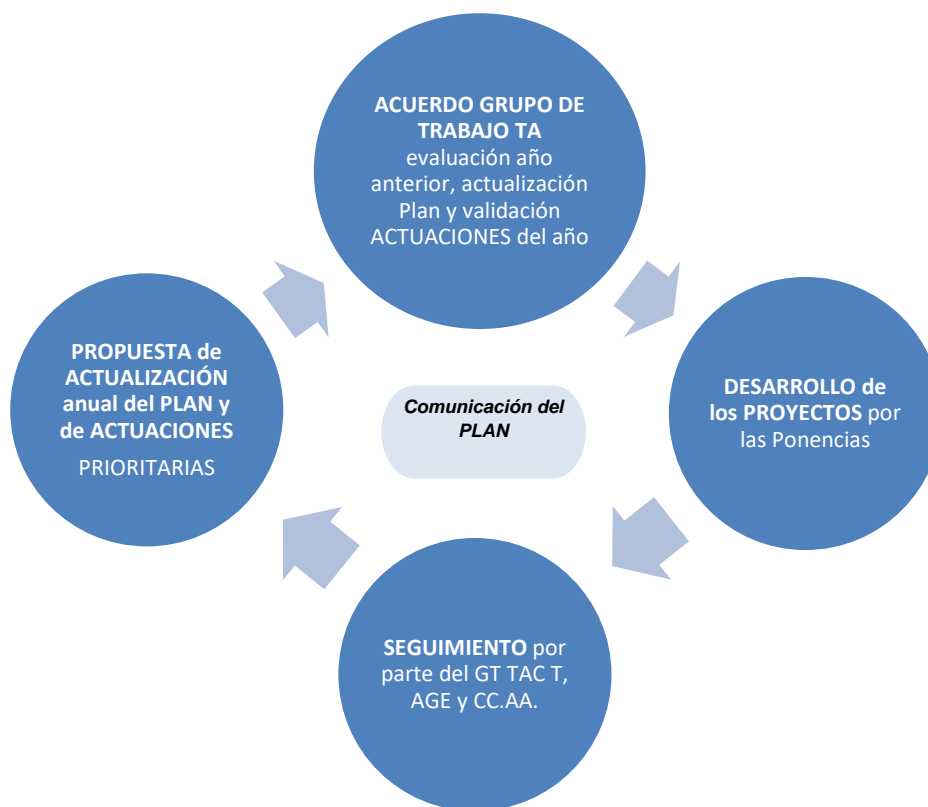 ACUERDO GRUPO DE
TRABAJO TA
evaluación año
anterior, actualización
Plan y validación
ACTUACIONES del año
PROPUESTA de
ACTUALIZACIÓN
anual del PLAN y
de ACTUACIONES
PRIORITARIAS
Comunicación del
PLAN
DESARROLLO de
los PROYECTOS por
las Ponencias
SEGUIMIENTO por
parte del GT TAC T,
AGE y CC.AA.